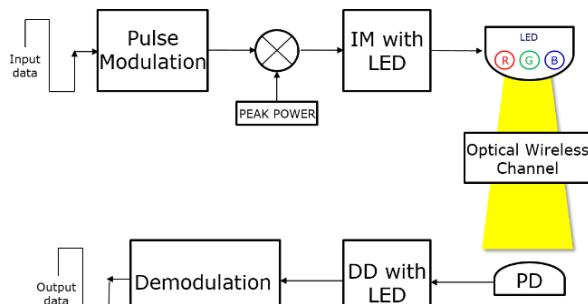 Input
data
Pulse
Modulation
PEAK POWER
IM with
LED
LED
R G B
Optical Wireless
Channel
PD
DD with
LED
Demodulation
Output
data